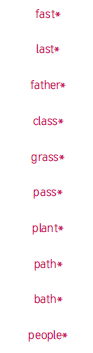 fast*
last*
father*
class*
grass*
pass*
plant*
path*
bath*
people*